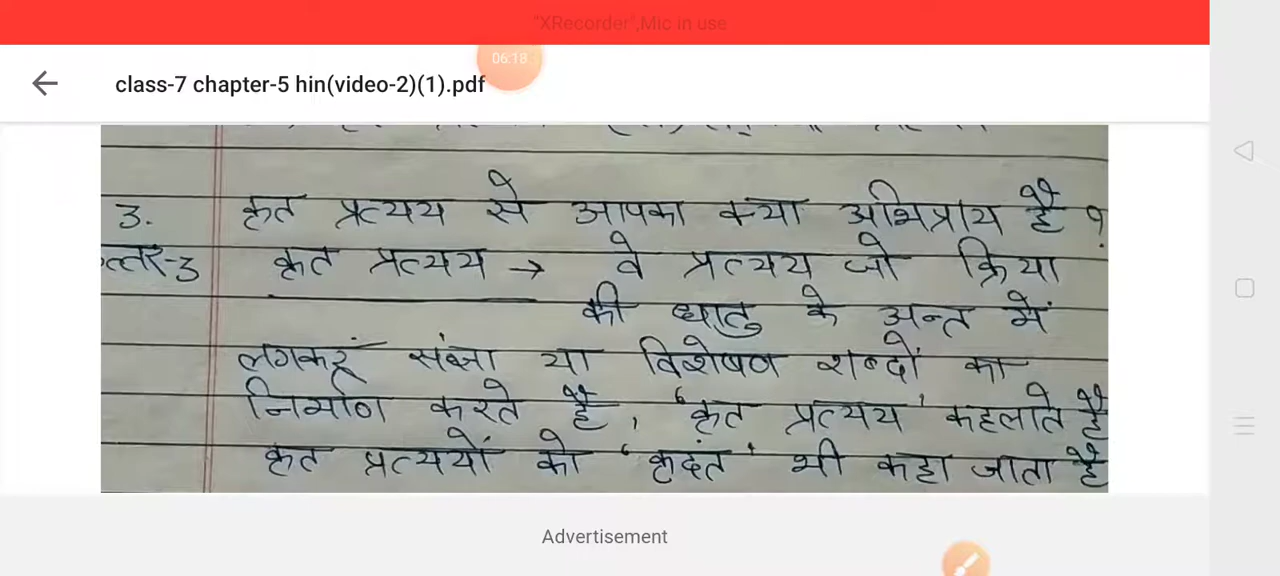 "XRecorder",Mic in use
06:18
class-7 chapter-5 hin(video-2)(1).pdf
3. कृत प्रत्यय से आपका क्या अभिप्राय है ?
त्तर-3 कृत प्रत्यय → वे प्रत्यय जो क्रिया
की धातु के अन्त में
लगकर संज्ञा या विशेषण शब्दों का
निर्माण करते है, 'कृत प्रत्यय' कहलाते है
कृत प्रत्ययों को 'कृदंत' भी कहा जाता है
Advertisement